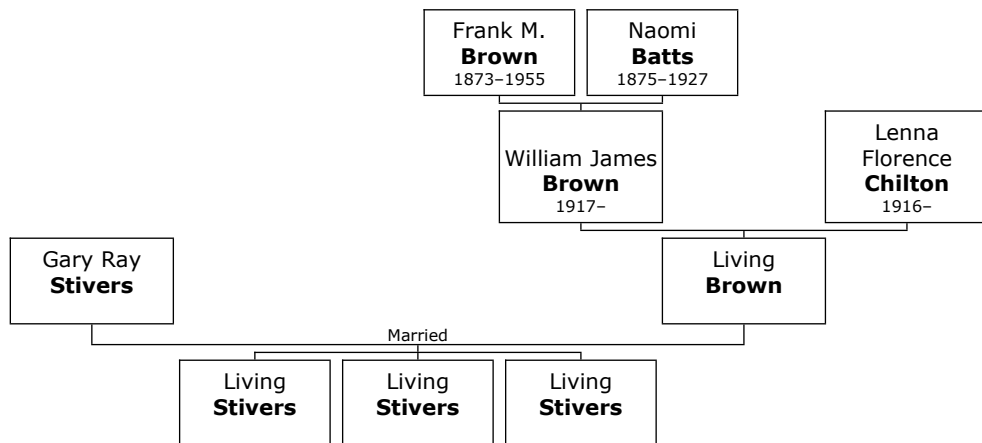 Frank M.
Brown
1873–1955
Naomi
Batts
1875–1927
William James
Brown
1917–
Lenna
Florence
Chilton
1916–
Gary Ray
Stivers
Living
Brown
Married
Living
Stivers
Living
Stivers
Living
Stivers